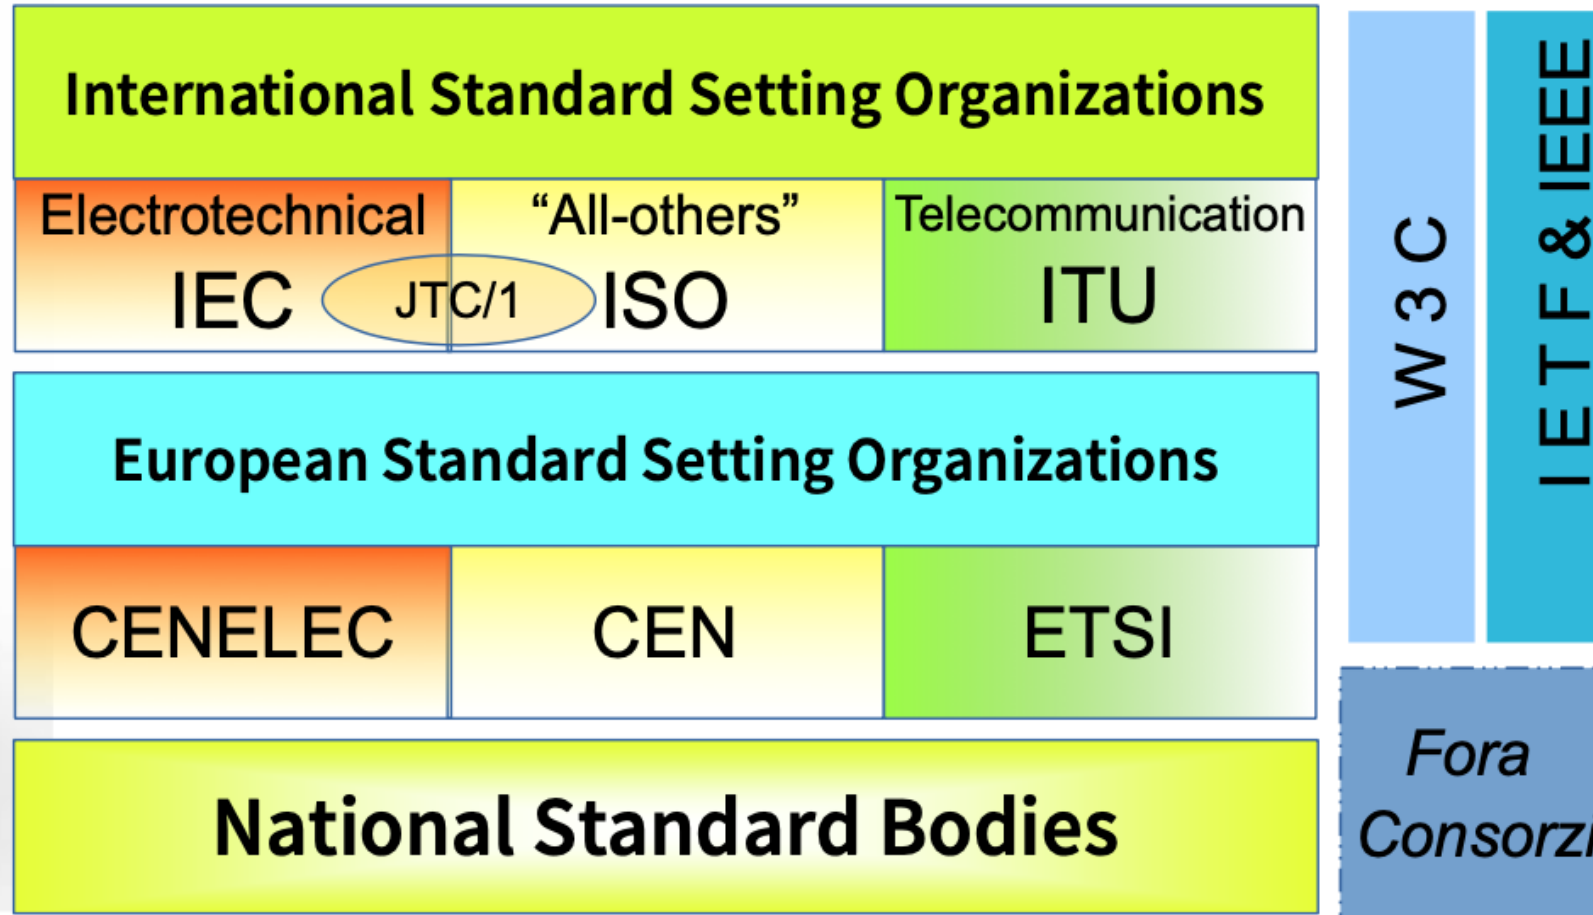 International Standard Setting Organizations
Electrotechnical
IEC
JTC/1
“All-others”
ISO
Telecommunication
ITU
European Standard Setting Organizations
CENELEC
CEN
ETSI
National Standard Bodies
W 3 C
I E T F & IEEE
Fora
Consorzi